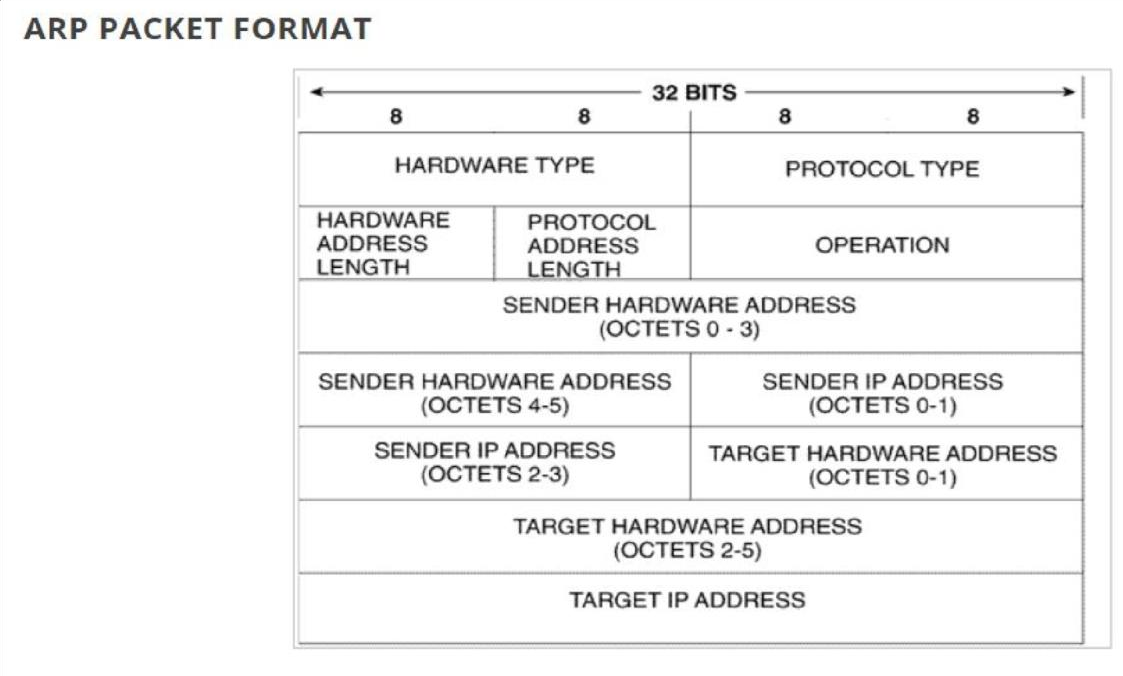 ARP PACKET FORMAT
32 BITS
8 8 8 8
HARDWARE TYPE
PROTOCOL TYPE
HARDWARE
ADDRESS
LENGTH
PROTOCOL
ADDRESS
LENGTH
OPERATION
SENDER HARDWARE ADDRESS
(OCTETS 0 - 3)
SENDER HARDWARE ADDRESS
(OCTETS 4-5)
SENDER IP ADDRESS
(OCTETS 0-1)
SENDER IP ADDRESS
(OCTETS 2-3)
TARGET HARDWARE ADDRESS
(OCTETS 0-1)
TARGET HARDWARE ADDRESS
(OCTETS 2-5)
TARGET IP ADDRESS